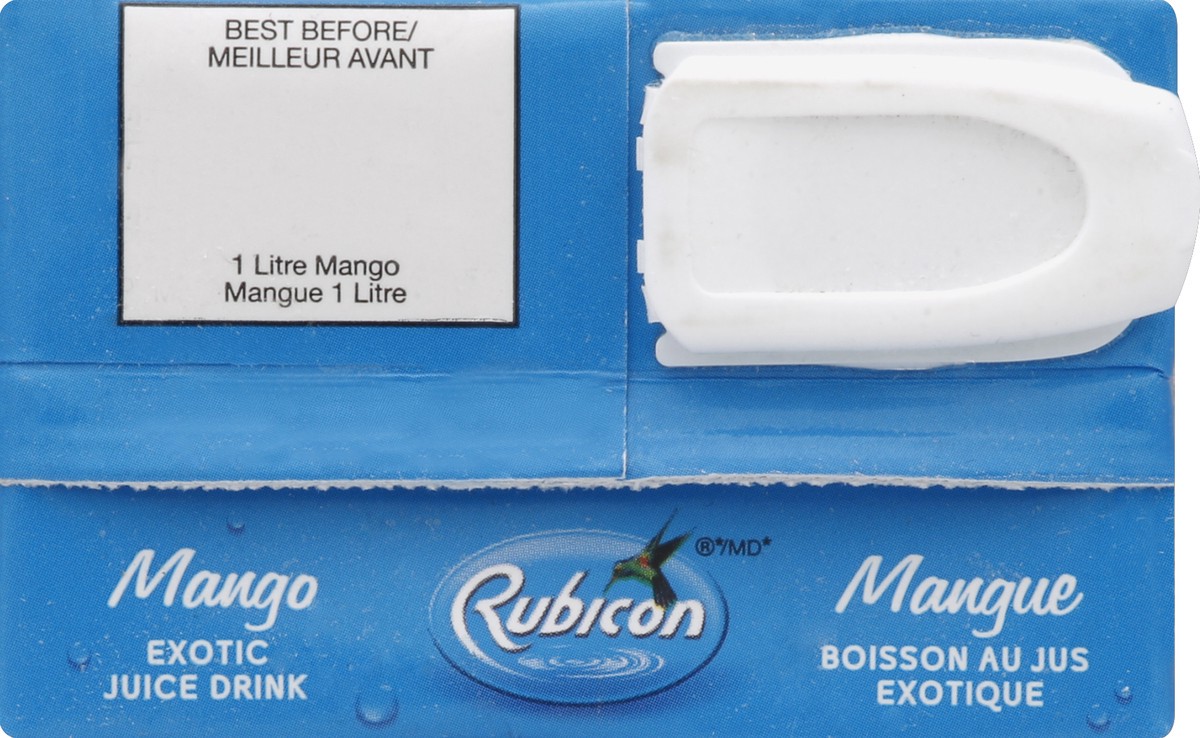 BEST BEFORE/
MEILLEUR AVANT
1 Litre Mango
Mangue 1 Litre
Mango
EXOTIC
JUICE DRINK
Rubicon ®*/MD*
Mangue
BOISSON AU JUS
EXOTIQUE